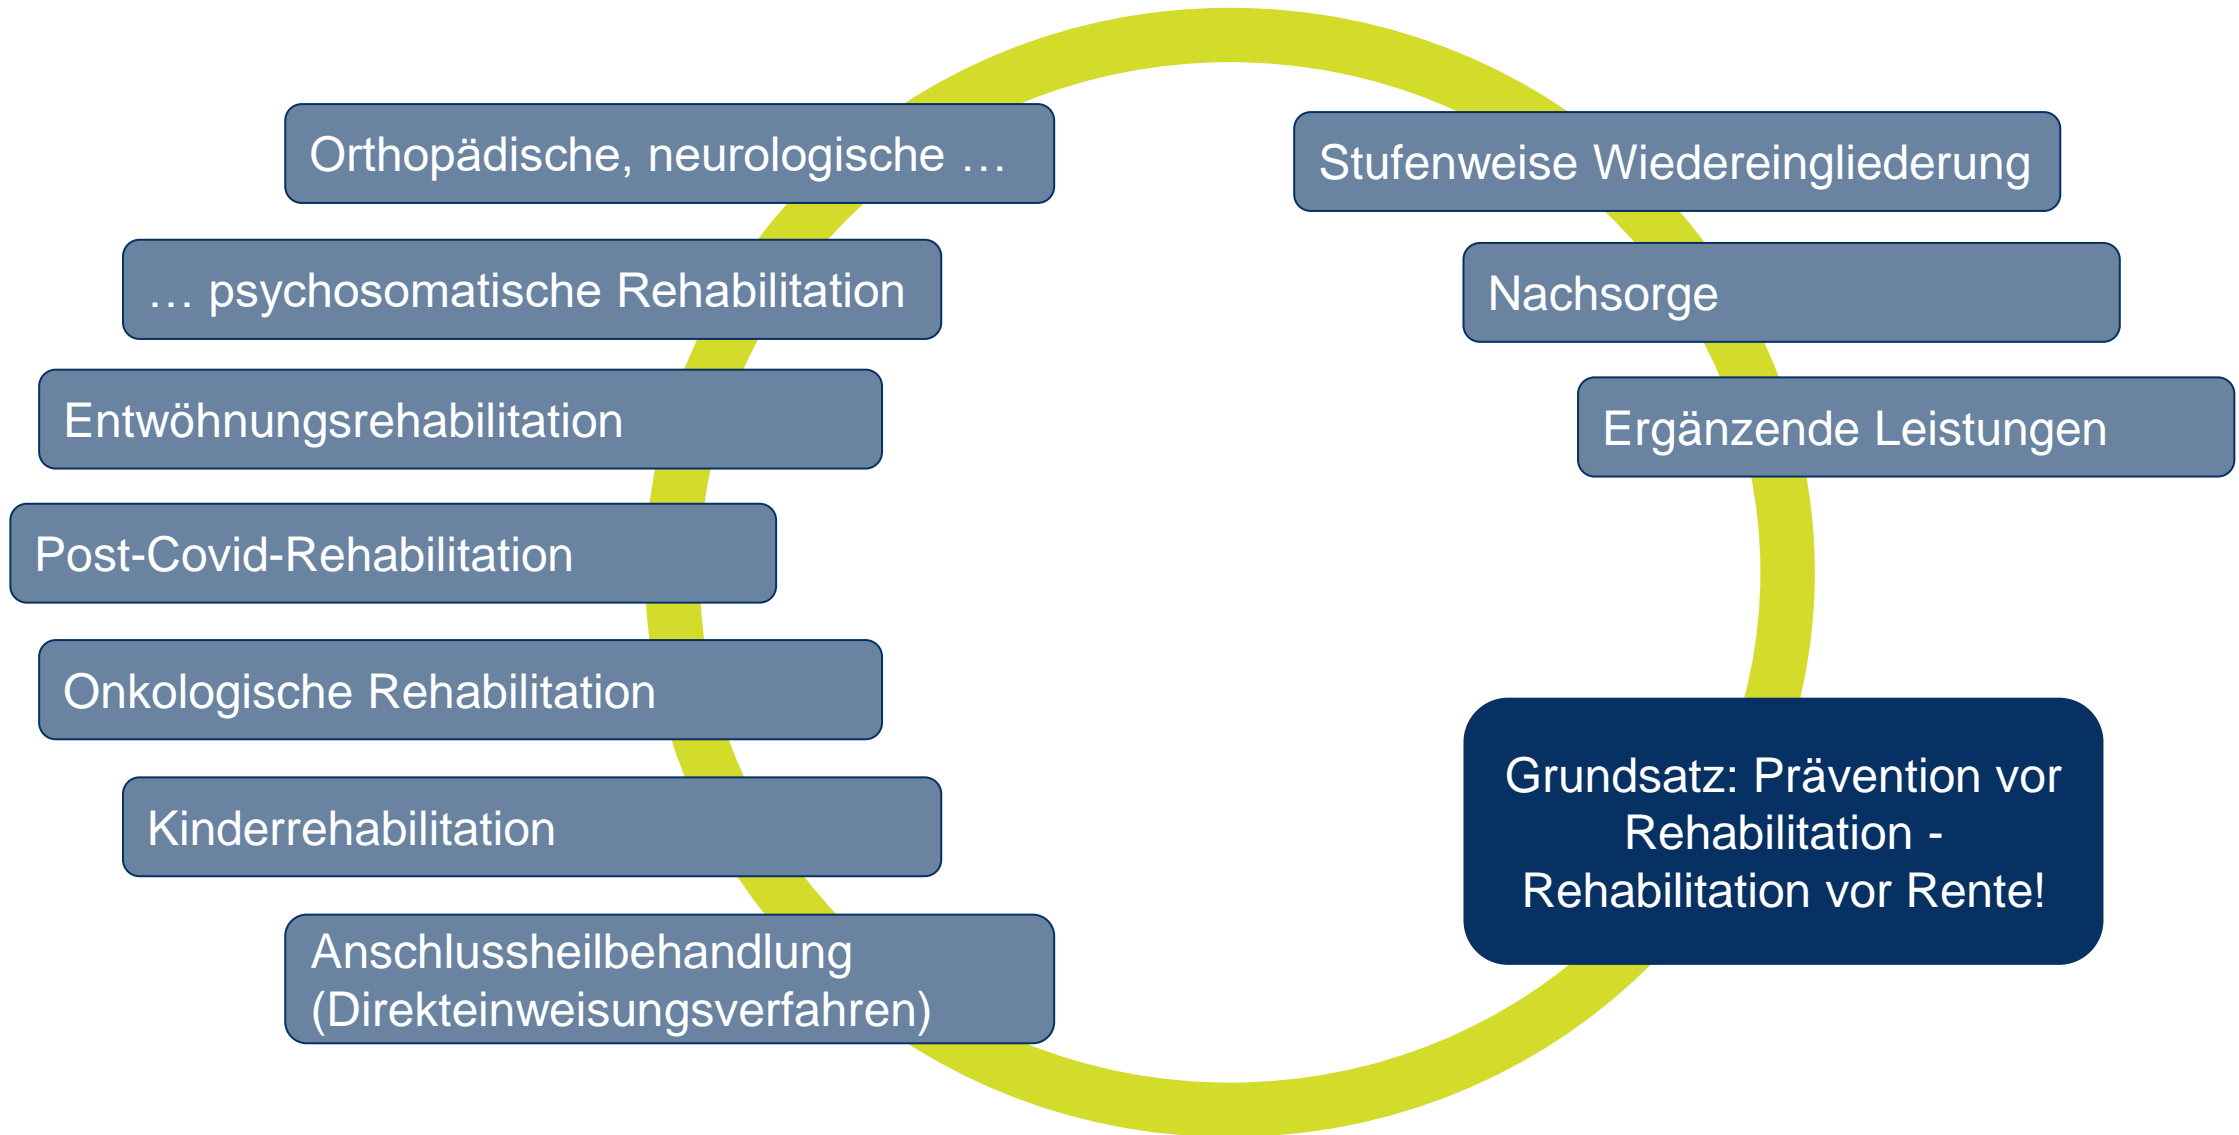 Orthopädische, neurologische …
… psychosomatische Rehabilitation
Entwöhnungsrehabilitation
Post-Covid-Rehabilitation
Onkologische Rehabilitation
Kinderrehabilitation
Anschlussheilbehandlung
(Direkteinweisungsverfahren)
Stufenweise Wiedereingliederung
Nachsorge
Ergänzende Leistungen
Grundsatz: Prävention vor
Rehabilitation -
Rehabilitation vor Rente!